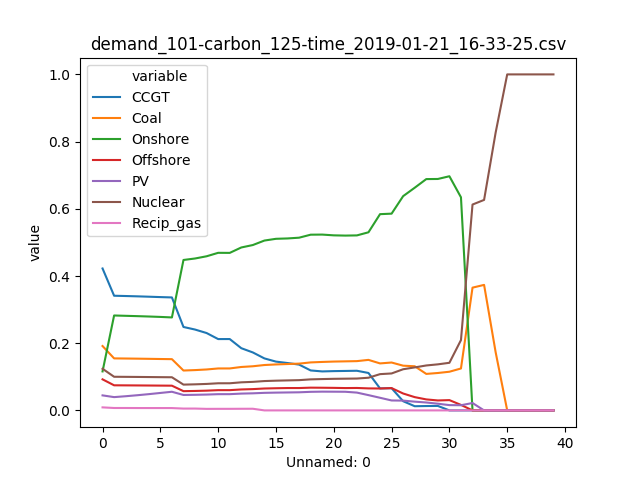 demand_101-carbon_125-time_2019-01-21_16-33-25.csv
variable
CCGT
Coal
Onshore
Offshore
PV
Nuclear
Recip_gas
value
1.0
0.8
0.6
0.4
0.2
0.0
0 5 10 15 20 25 30 35 40
Unnamed: 0